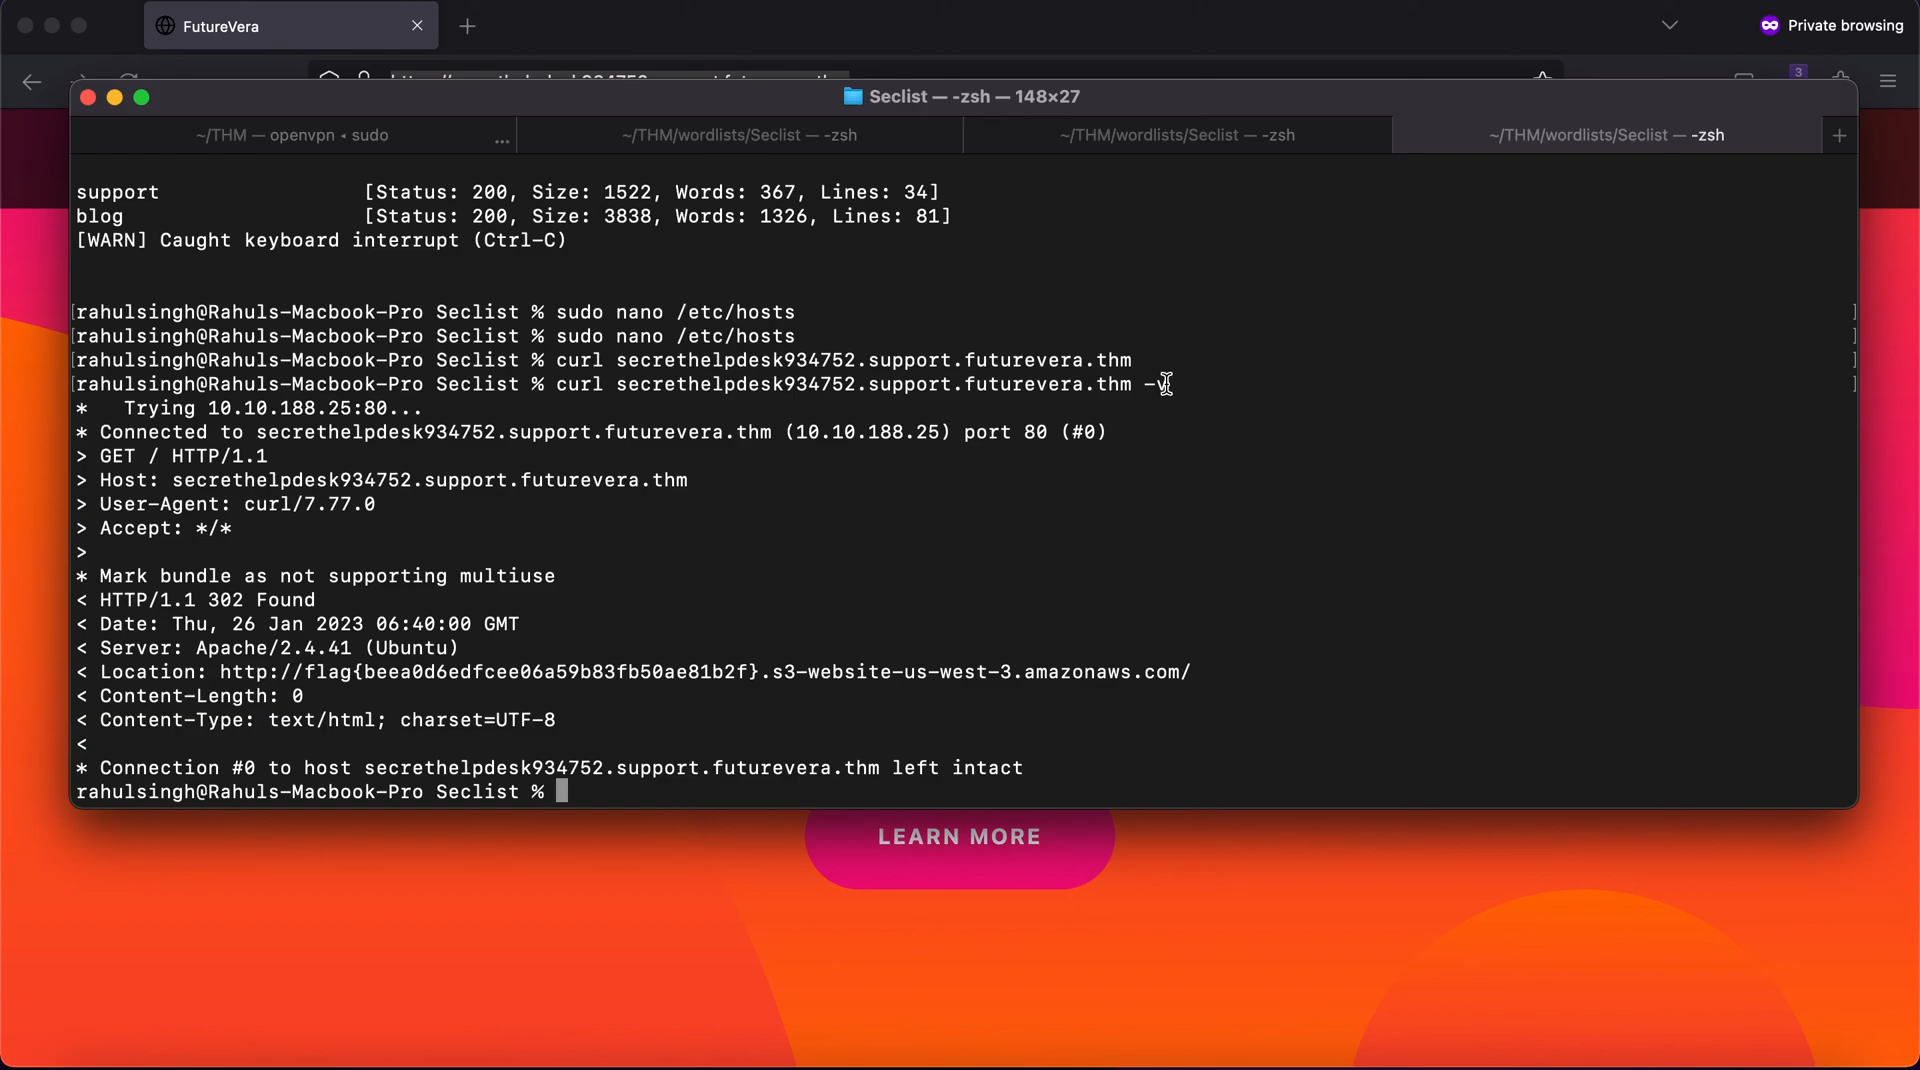 FutureVera
Private browsing
3
Seclist — -zsh — 148×27
~/THM — openvpn ◂ sudo ...
~/THM/wordlists/Seclist — -zsh
~/THM/wordlists/Seclist — -zsh
~/THM/wordlists/Seclist — -zsh
support [Status: 200, Size: 1522, Words: 367, Lines: 34]
blog [Status: 200, Size: 3838, Words: 1326, Lines: 81]
[WARN] Caught keyboard interrupt (Ctrl-C)
[rahulsingh@Rahuls-Macbook-Pro Seclist % sudo nano /etc/hosts ]
[rahulsingh@Rahuls-Macbook-Pro Seclist % sudo nano /etc/hosts ]
[rahulsingh@Rahuls-Macbook-Pro Seclist % curl secrethelpdesk934752.support.futurevera.thm ]
[rahulsingh@Rahuls-Macbook-Pro Seclist % curl secrethelpdesk934752.support.futurevera.thm -v ]
* Trying 10.10.188.25:80...
* Connected to secrethelpdesk934752.support.futurevera.thm (10.10.188.25) port 80 (#0)
> GET / HTTP/1.1
> Host: secrethelpdesk934752.support.futurevera.thm
> User-Agent: curl/7.77.0
> Accept: */*
>
* Mark bundle as not supporting multiuse
< HTTP/1.1 302 Found
< Date: Thu, 26 Jan 2023 06:40:00 GMT
< Server: Apache/2.4.41 (Ubuntu)
< Location: http://flag{beea0d6edfcee06a59b83fb50ae81b2f}.s3-website-us-west-3.amazonaws.com/
< Content-Length: 0
< Content-Type: text/html; charset=UTF-8
<
* Connection #0 to host secrethelpdesk934752.support.futurevera.thm left intact
rahulsingh@Rahuls-Macbook-Pro Seclist %
LEARN MORE